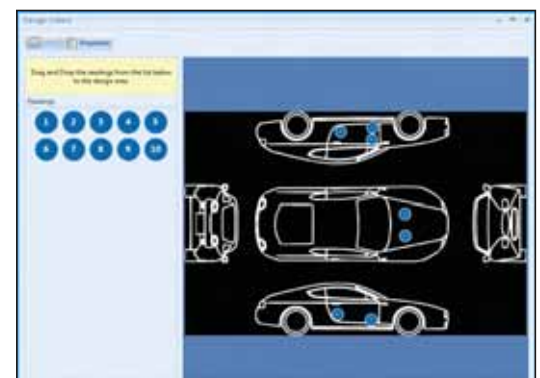 Drag and Drop the readings from the list below
to the design area
Readings
1 2 3 4 5
6 7 8 9 10